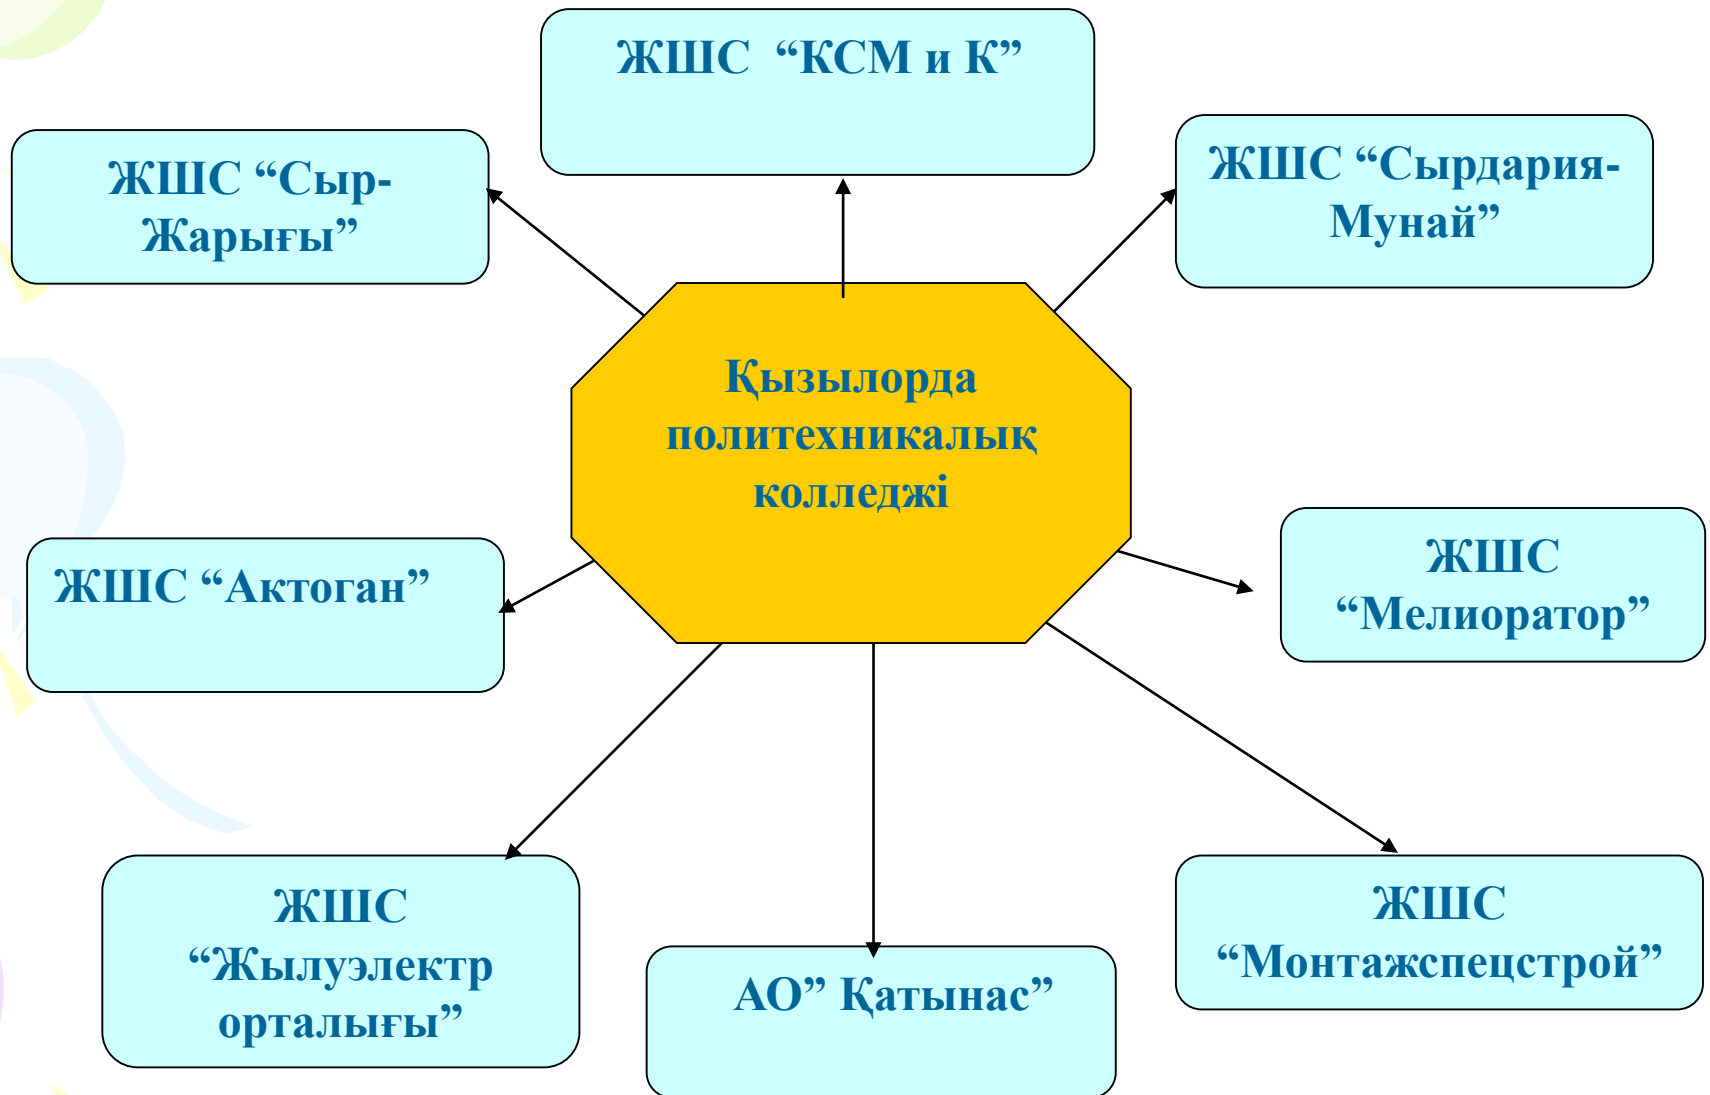 ЖШС “КСМ и К”
ЖШС “Сыр-
Жарығы”
ЖШС “Сырдария-
Мунай”
Қызылорда
политехникалық
колледжі
ЖШС “Актоган”
ЖШС
“Мелиоратор”
ЖШС
“Жылуэлектр
орталығы”
АО” Қатынас”
ЖШС
“Монтажспецстрой”